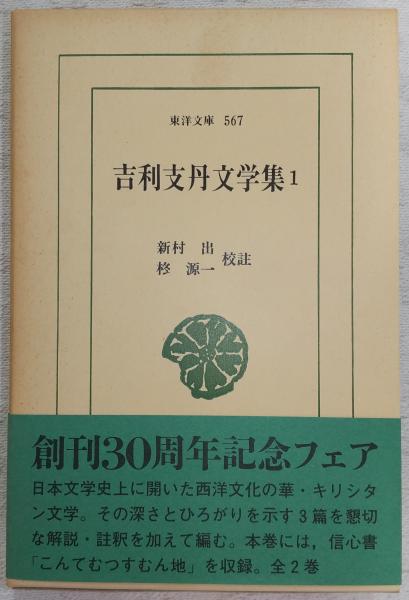 東洋文庫 567
吉利支丹文学集1
新村 出
柊 源一
校註
創刊30周年記念フェア
日本文学史上に開いた西洋文化の華・キリシタ
ン文学。その深さとひろがりを示す3篇を懇切
な解説・註釈を加えて編む。本巻には，信心書
「こんてむつすむん地」を収録。全2巻